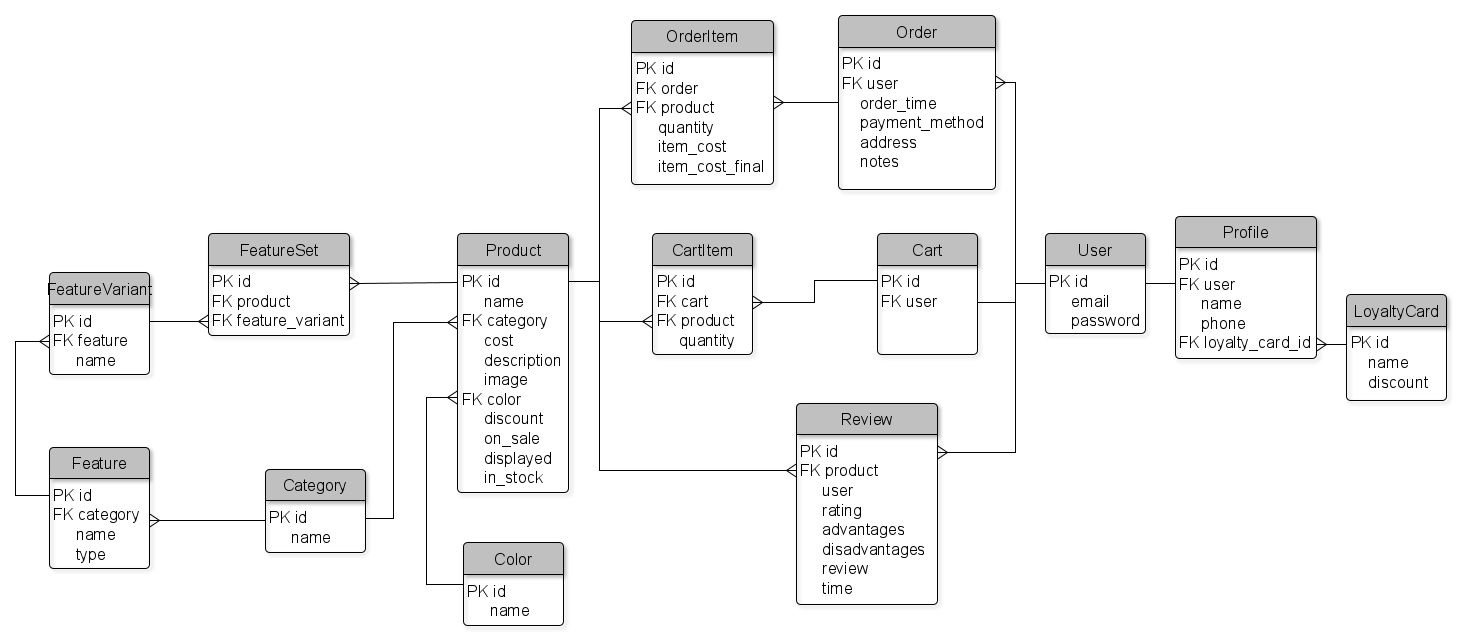 OrderItem
PK id
FK order
FK product
quantity
item_cost
item_cost_final
Order
PK id
FK user
order_time
payment_method
address
notes
FeatureVariant
PK id
FK feature
name
FeatureSet
PK id
FK product
FK feature_variant
Product
PK id
name
FK category
cost
description
image
FK color
discount
on_sale
displayed
in_stock
CartItem
PK id
FK cart
FK product
quantity
Cart
PK id
FK user
User
PK id
email
password
Profile
PK id
FK user
name
phone
FK loyalty_card_id
LoyaltyCard
PK id
name
discount
Feature
PK id
FK category
name
type
Category
PK id
name
Color
PK id
name
Review
PK id
FK product
user
rating
advantages
disadvantages
review
time